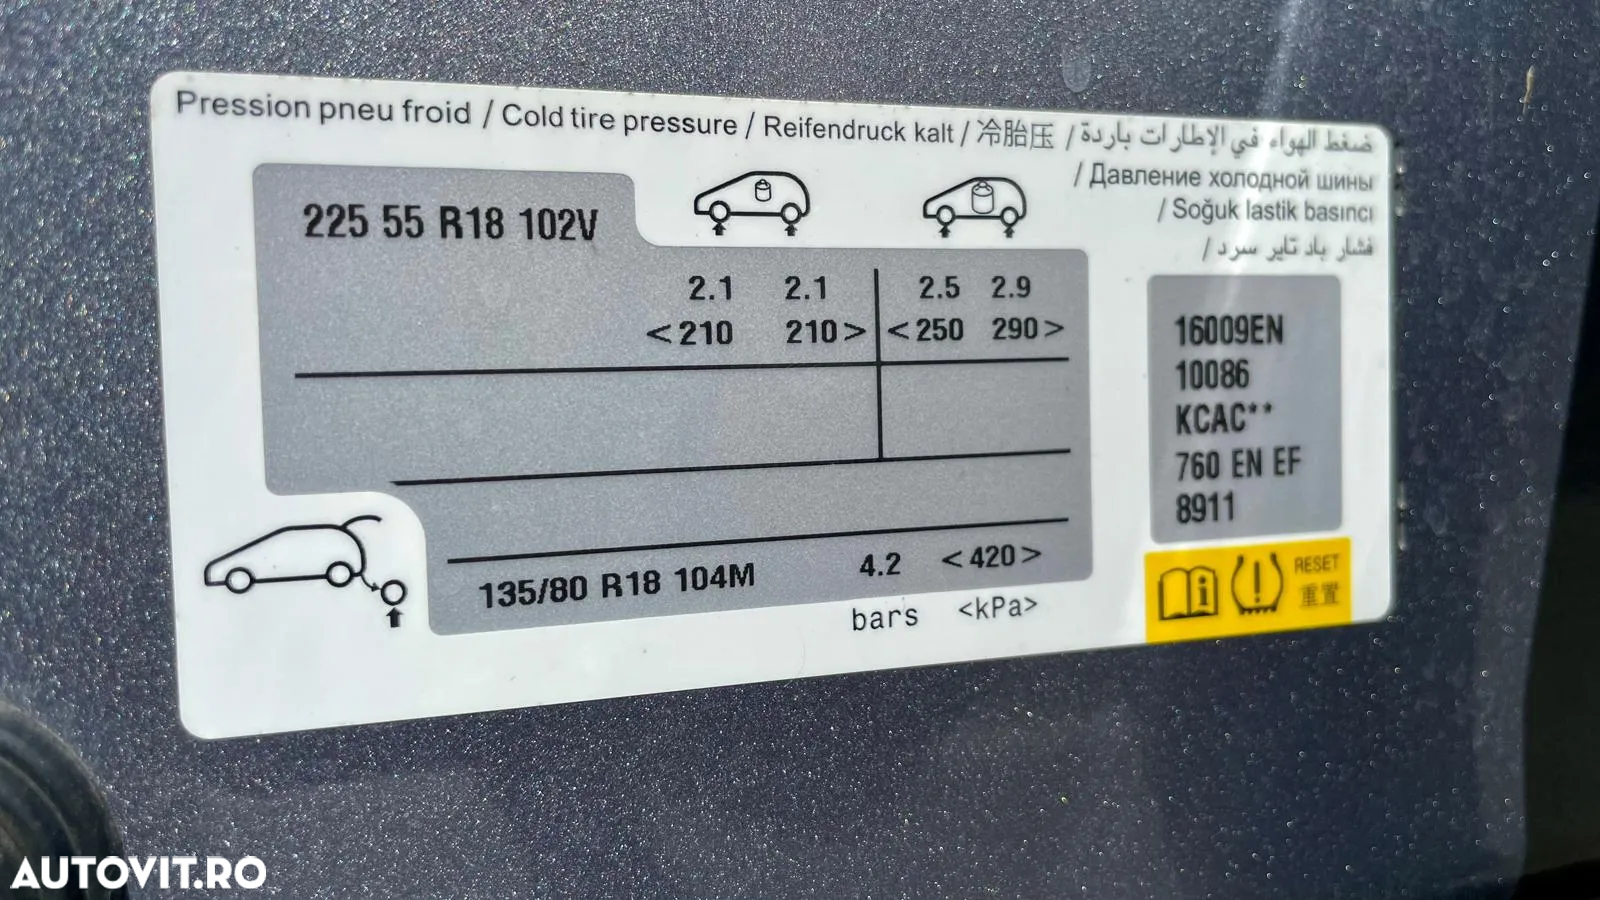 Pression pneu froid / Cold tire pressure / Reifendruck kalt / 冷胎压 / ضغط الهواء في الإطارات باردة
/ Давление холодной шины
/ Soğuk lastik basıncı
/ فشار باد تاير سرد
225 55 R18 102V
2.1 2.1 2.5 2.9
<210 210> <250 290>
135/80 R18 104M 4.2 <420>
bars <kPa>
16009EN
10086
KCAC**
760 EN EF
8911
i
RESET
重置
AUTOVIT.RO